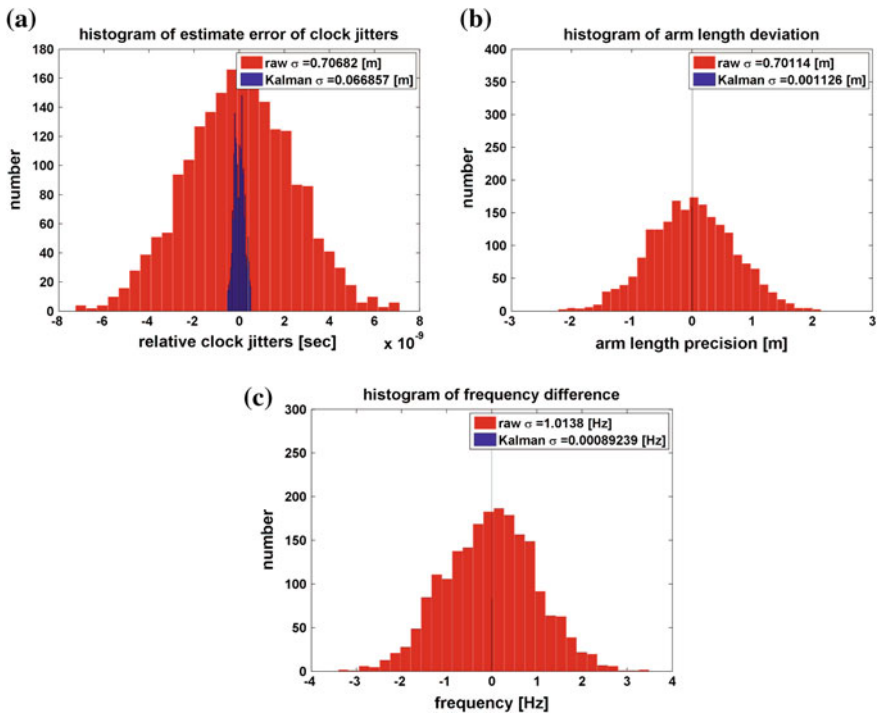 (a)
histogram of estimate error of clock jitters
raw σ =0.70682 [m]
Kalman σ =0.066857 [m]
180
160
140
120
100
80
60
40
20
0
number
-8 -6 -4 -2 0 2 4 6 8
relative clock jitters [sec] x 10^-9
(b)
histogram of arm length deviation
raw σ =0.70114 [m]
Kalman σ =0.001126 [m]
400
350
300
250
200
150
100
50
0
number
-3 -2 -1 0 1 2 3
arm length precision [m]
(c)
histogram of frequency difference
raw σ =1.0138 [Hz]
Kalman σ =0.00089239 [Hz]
300
250
200
150
100
50
0
number
-4 -3 -2 -1 0 1 2 3 4
frequency [Hz]